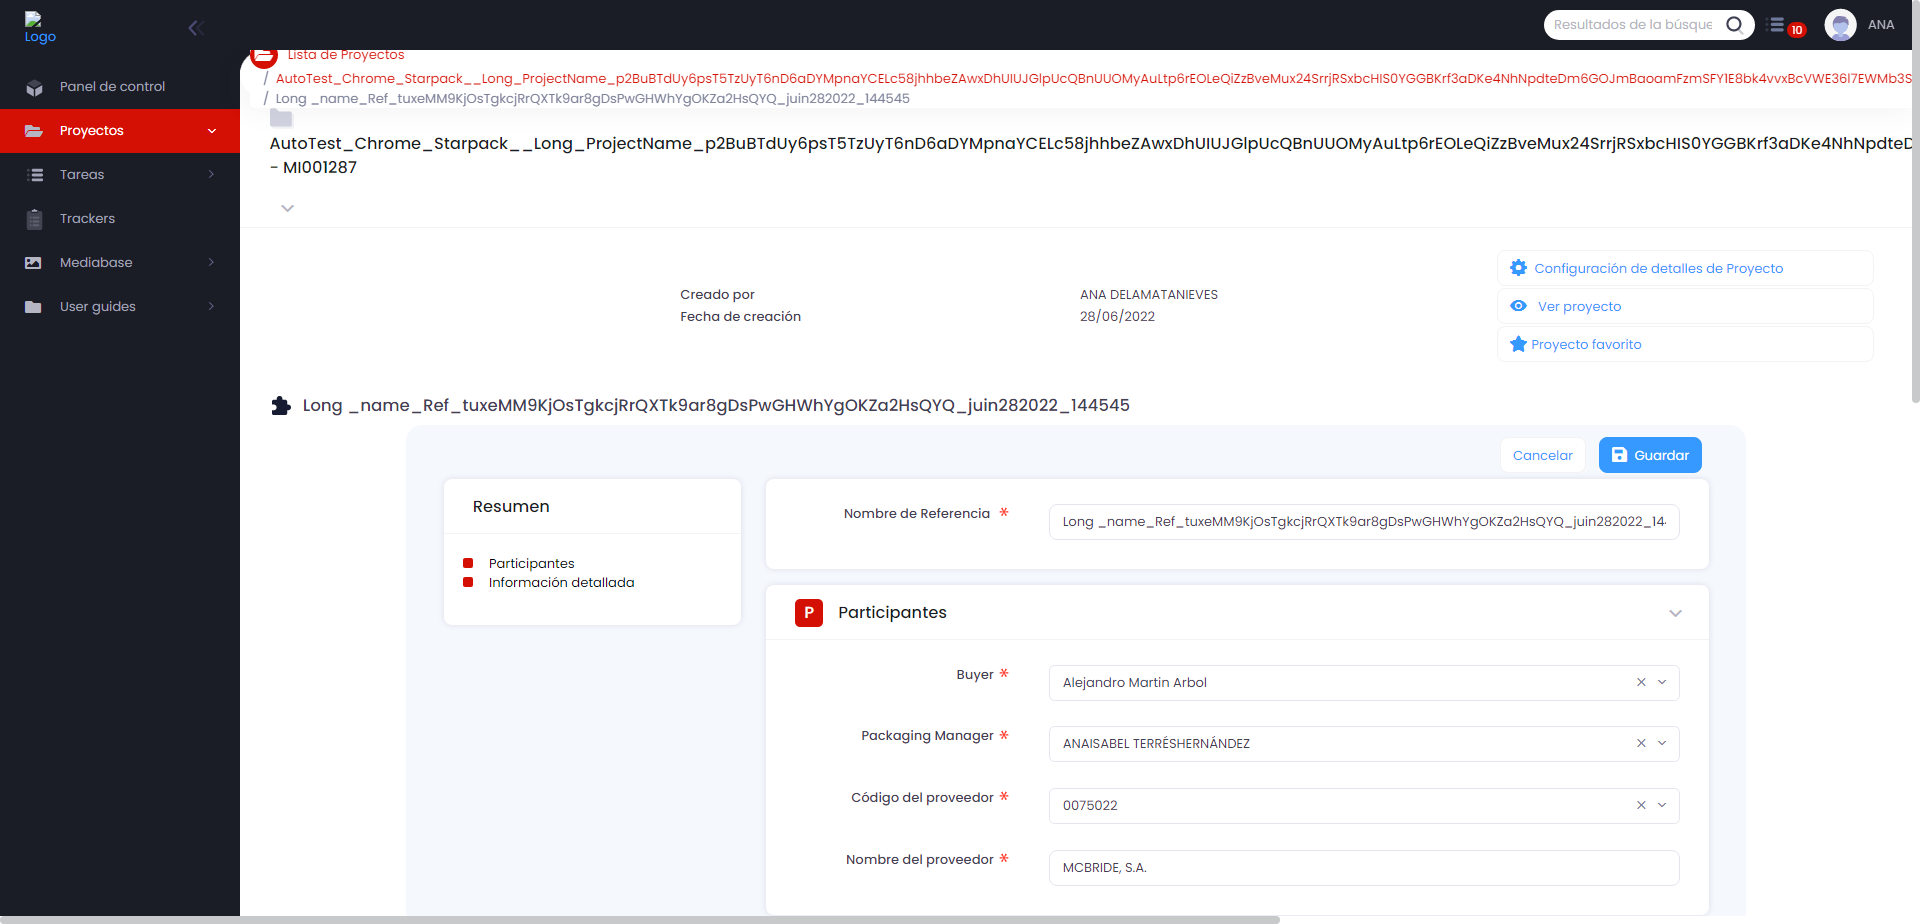 Logo
10
ANA
Panel de control
Proyectos
Tareas
Trackers
Mediabase
User guides
Resultados de la búsque
Lista de Proyectos
/ AutoTest_Chrome_Starpack__Long_ProjectName_p2BuBTdUy6psT5TzUyT6nD6aDYMpnaYCELc58jhhbeZAwxDhUIUJGlpUcQBnUUOMyAuLtp6rEOLeQiZzBveMux24SrrjRSxbcHIS0YGGBKrf3aDKe4NhNpdteDm6GOJmBaoamFzmSFY1E8bk4vvxBcVWE36I7EWMb3S
/ Long _name_Ref_tuxeMM9KjOsTgkcjRrQXTk9ar8gDsPwGHWhYgOKZa2HsQYQ_juin282022_144545
AutoTest_Chrome_Starpack__Long_ProjectName_p2BuBTdUy6psT5TzUyT6nD6aDYMpnaYCELc58jhhbeZAwxDhUIUJGlpUcQBnUUOMyAuLtp6rEOLeQiZzBveMux24SrrjRSxbcHIS0YGGBKrf3aDKe4NhNpdteD
- MI001287
Creado por
ANA DELAMATANIEVES
Fecha de creación
28/06/2022
Configuración de detalles de Proyecto
Ver proyecto
Proyecto favorito
Long _name_Ref_tuxeMM9KjOsTgkcjRrQXTk9ar8gDsPwGHWhYgOKZa2HsQYQ_juin282022_144545
Cancelar
Guardar
Resumen
Participantes
Información detallada
Nombre de Referencia *
Long _name_Ref_tuxeMM9KjOsTgkcjRrQXTk9ar8gDsPwGHWhYgOKZa2HsQYQ_juin282022_14
P Participantes
Buyer *
Alejandro Martin Arbol
Packaging Manager *
ANAISABEL TERRÉSHERNÁNDEZ
Código del proveedor *
0075022
Nombre del proveedor *
MCBRIDE, S.A.